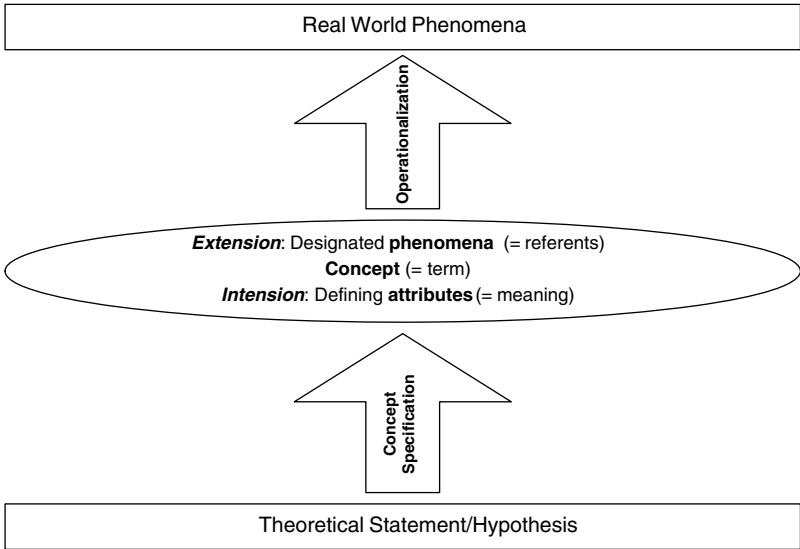 Real World Phenomena
Operationalization
Extension: Designated phenomena (= referents)
Concept (= term)
Intension: Defining attributes (= meaning)
Concept
Specification
Theoretical Statement/Hypothesis